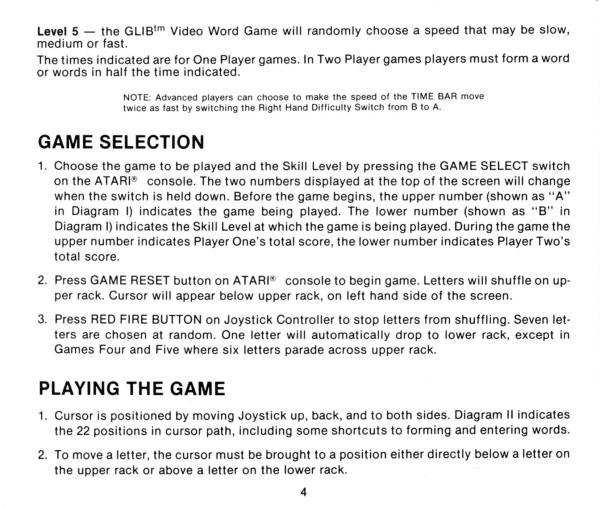 Level 5 — the GLIBtm Video Word Game will randomly choose a speed that may be slow,
medium or fast.
The times indicated are for One Player games. In Two Player games players must form a word
or words in half the time indicated.
NOTE: Advanced players can choose to make the speed of the TIME BAR move
twice as fast by switching the Right Hand Difficulty Switch from B to A.
GAME SELECTION
1. Choose the game to be played and the Skill Level by pressing the GAME SELECT switch
on the ATARI® console. The two numbers displayed at the top of the screen will change
when the switch is held down. Before the game begins, the upper number (shown as "A"
in Diagram I) indicates the game being played. The lower number (shown as "B" in
Diagram I) indicates the Skill Level at which the game is being played. During the game the
upper number indicates Player One's total score, the lower number indicates Player Two's
total score.
2. Press GAME RESET button on ATARI® console to begin game. Letters will shuffle on up-
per rack. Cursor will appear below upper rack, on left hand side of the screen.
3. Press RED FIRE BUTTON on Joystick Controller to stop letters from shuffling. Seven let-
ters are chosen at random. One letter will automatically drop to lower rack, except in
Games Four and Five where six letters parade across upper rack.
PLAYING THE GAME
1. Cursor is positioned by moving Joystick up, back, and to both sides. Diagram II indicates
the 22 positions in cursor path, including some shortcuts to forming and entering words.
2. To move a letter, the cursor must be brought to a position either directly below a letter on
the upper rack or above a letter on the lower rack.
4